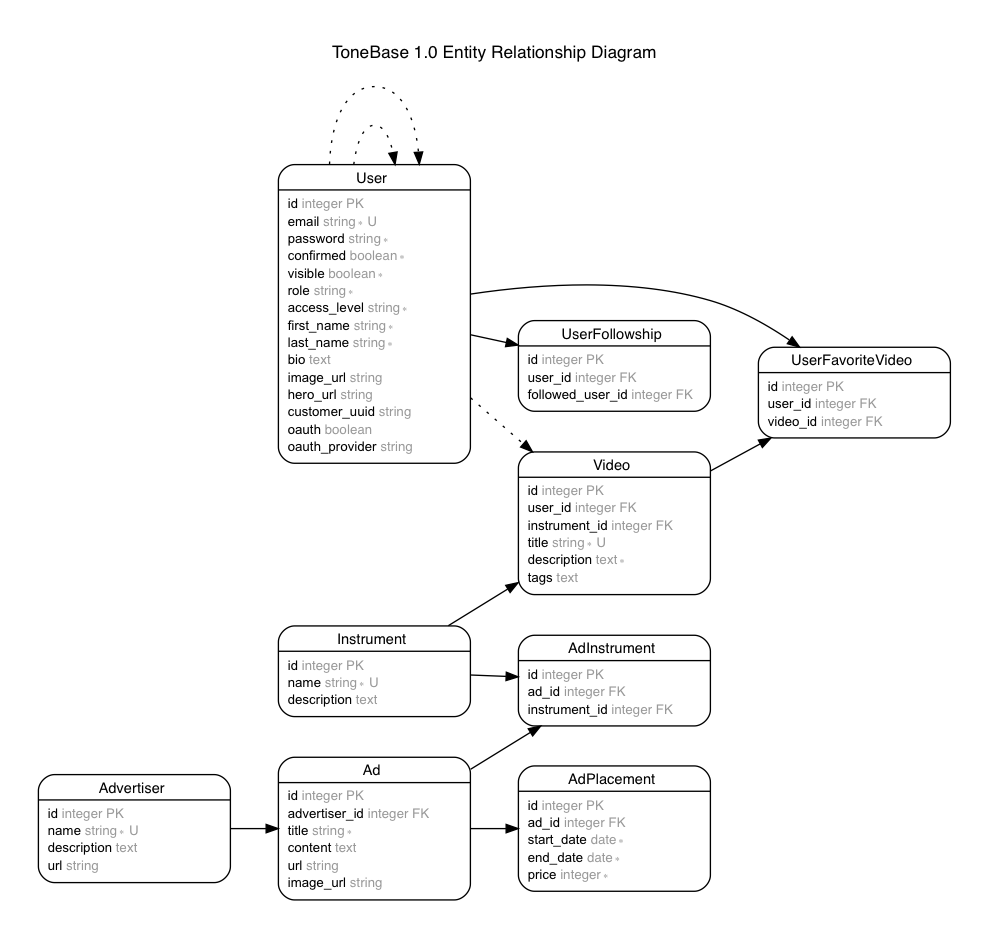 ToneBase 1.0 Entity Relationship Diagram
User
id integer PK
email string * U
password string *
confirmed boolean *
visible boolean *
role string *
access_level string *
first_name string *
last_name string *
bio text
image_url string
hero_url string
customer_uuid string
oauth boolean
oauth_provider string
UserFollowship
id integer PK
user_id integer FK
followed_user_id integer FK
UserFavoriteVideo
id integer PK
user_id integer FK
video_id integer FK
Video
id integer PK
user_id integer FK
instrument_id integer FK
title string * U
description text *
tags text
Instrument
id integer PK
name string * U
description text
AdInstrument
id integer PK
ad_id integer FK
instrument_id integer FK
Advertiser
id integer PK
name string * U
description text
url string
Ad
id integer PK
advertiser_id integer FK
title string *
content text
url string
image_url string
AdPlacement
id integer PK
ad_id integer FK
start_date date *
end_date date *
price integer *